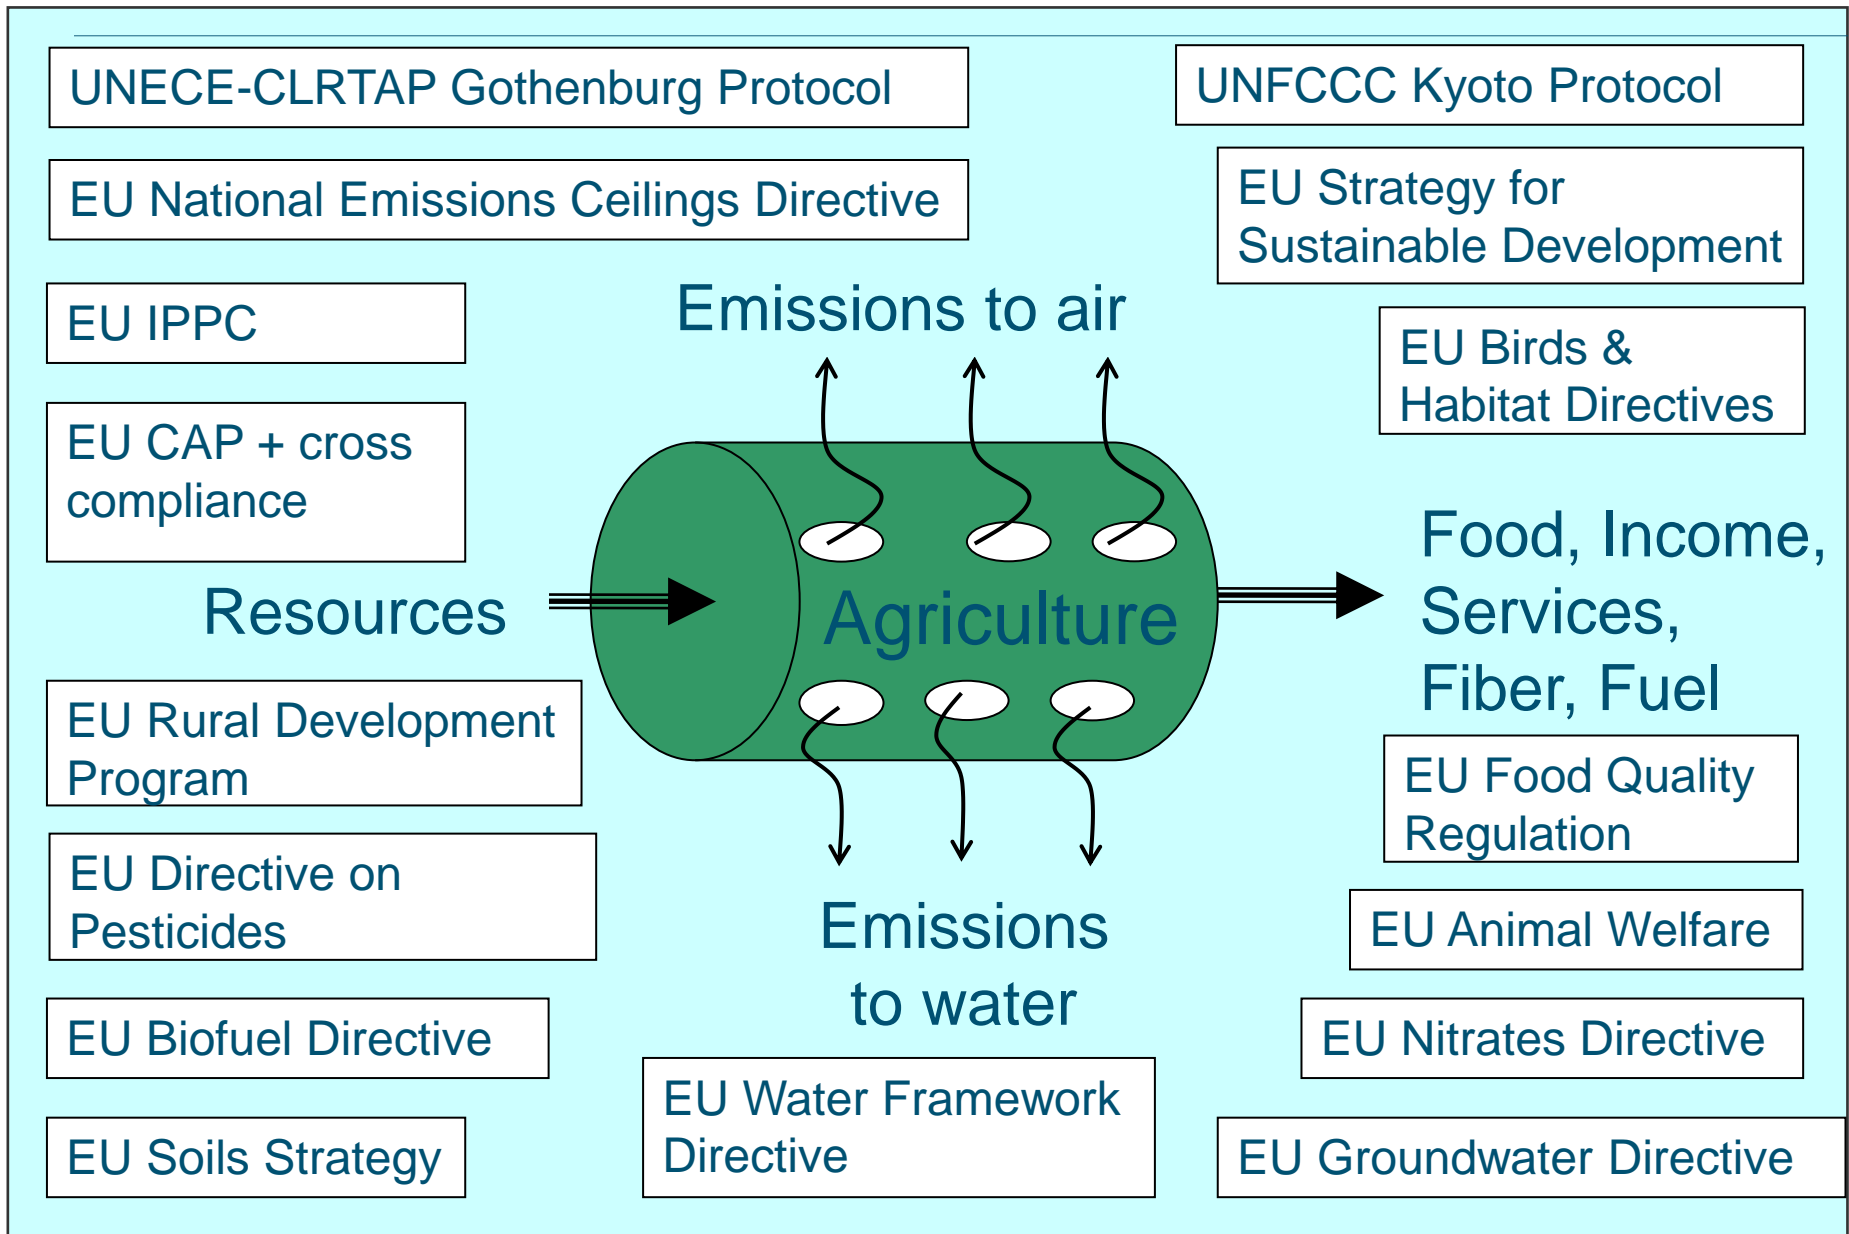 UNECE-CLRTAP Gothenburg Protocol
UNFCCC Kyoto Protocol
EU National Emissions Ceilings Directive
EU Strategy for
Sustainable Development
EU IPPC
Emissions to air
EU Birds &
Habitat Directives
EU CAP + cross
compliance
Resources
Agriculture
Food, Income,
Services,
Fiber, Fuel
EU Rural Development
Program
EU Food Quality
Regulation
EU Directive on
Pesticides
Emissions
to water
EU Animal Welfare
EU Biofuel Directive
EU Nitrates Directive
EU Water Framework
Directive
EU Soils Strategy
EU Groundwater Directive